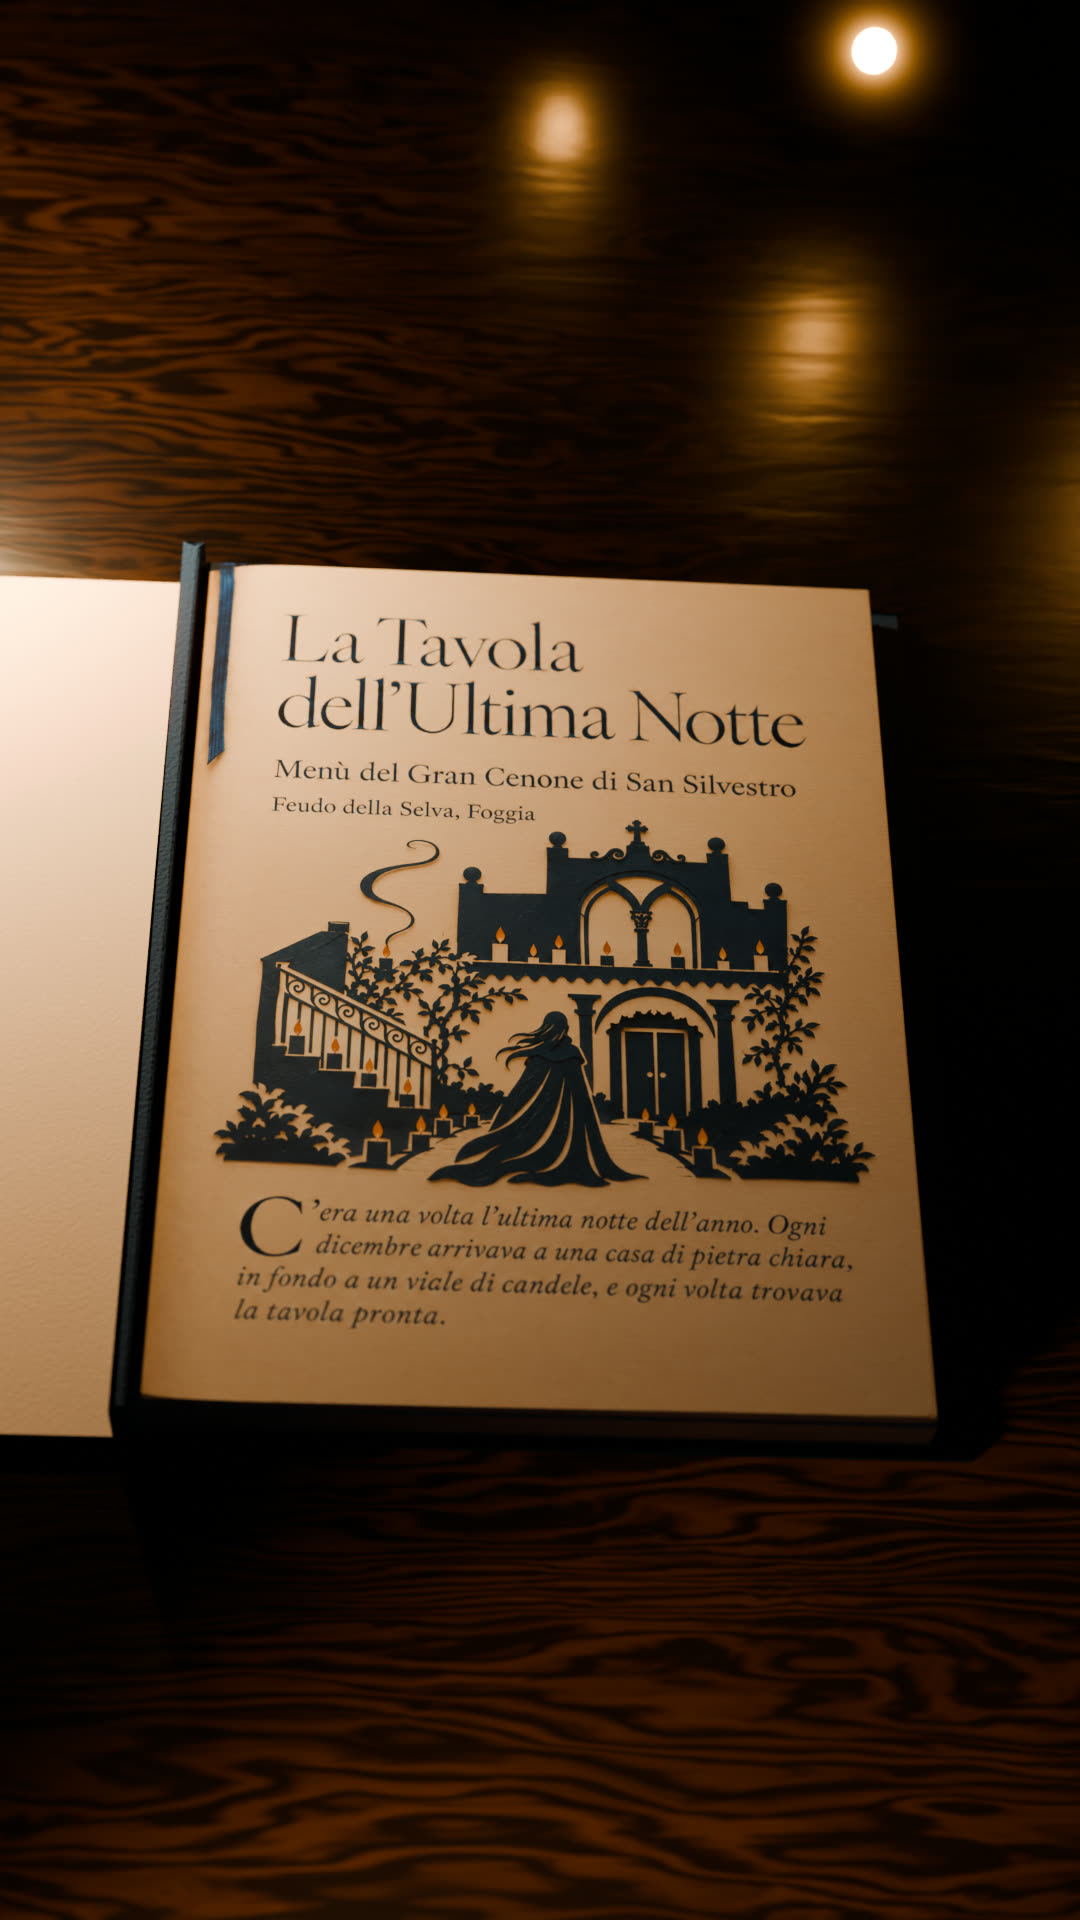 La Tavola
dell’Ultima Notte
Menù del Gran Cenone di San Silvestro
Feudo della Selva, Foggia
C’era una volta l’ultima notte dell’anno. Ogni
dicembre arrivava a una casa di pietra chiara,
in fondo a un viale di candele, e ogni volta trovava
la tavola pronta.